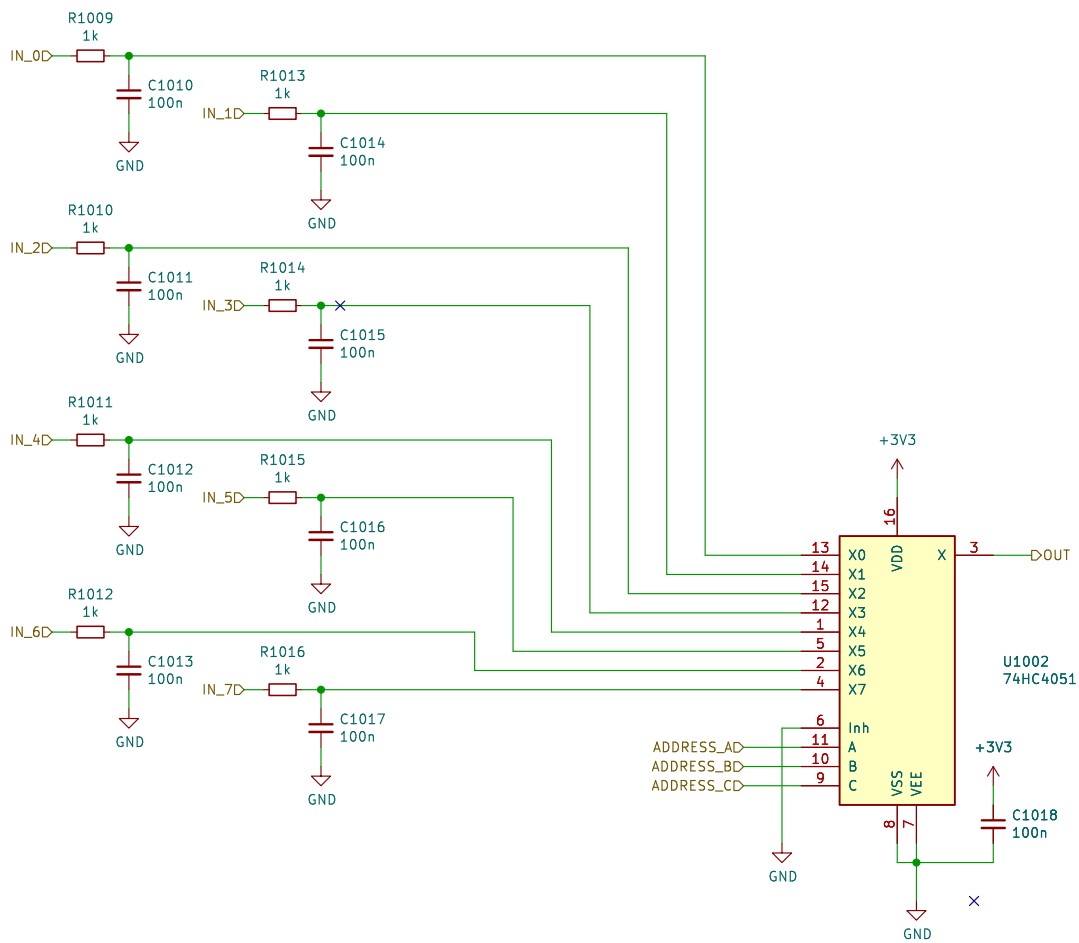 R1009
1k
IN_0
C1010
100n
GND
R1013
1k
IN_1
C1014
100n
GND
R1010
1k
IN_2
C1011
100n
GND
R1014
1k
IN_3
C1015
100n
GND
R1011
1k
IN_4
C1012
100n
GND
R1015
1k
IN_5
C1016
100n
GND
R1012
1k
IN_6
C1013
100n
GND
R1016
1k
IN_7
C1017
100n
GND
+3V3
16
VDD
13 X0
14 X1
15 X2
12 X3
1 X4
5 X5
2 X6
4 X7
6 Inh
ADDRESS_A 11 A
ADDRESS_B 10 B
ADDRESS_C 9 C
X 3 OUT
U1002
74HC4051
VSS
8
VEE
7
+3V3
C1018
100n
GND
GND